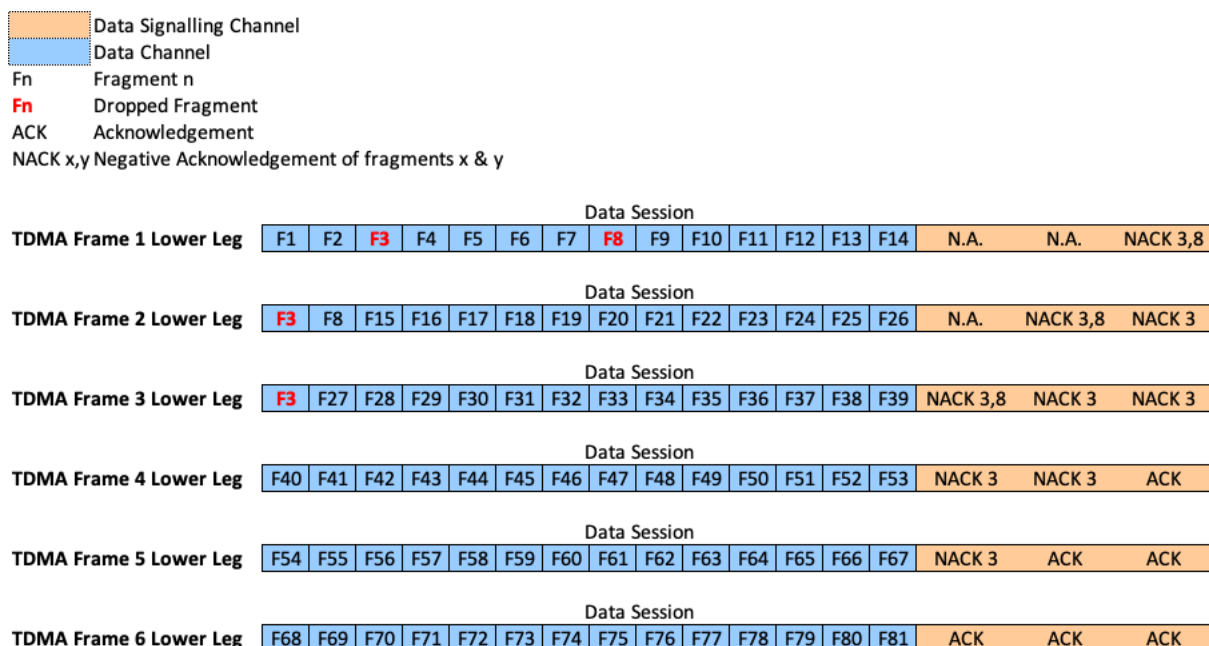 Data Signalling Channel
Data Channel
Fn Fragment n
Fn Dropped Fragment
ACK Acknowledgement
NACK x,y Negative Acknowledgement of fragments x & y
Data Session
TDMA Frame 1 Lower Leg F1 F2 F3 F4 F5 F6 F7 F8 F9 F10 F11 F12 F13 F14 N.A. N.A. NACK 3,8
Data Session
TDMA Frame 2 Lower Leg F3 F8 F15 F16 F17 F18 F19 F20 F21 F22 F23 F24 F25 F26 N.A. NACK 3,8 NACK 3
Data Session
TDMA Frame 3 Lower Leg F3 F27 F28 F29 F30 F31 F32 F33 F34 F35 F36 F37 F38 F39 NACK 3,8 NACK 3 NACK 3
Data Session
TDMA Frame 4 Lower Leg F40 F41 F42 F43 F44 F45 F46 F47 F48 F49 F50 F51 F52 F53 NACK 3 NACK 3 ACK
Data Session
TDMA Frame 5 Lower Leg F54 F55 F56 F57 F58 F59 F60 F61 F62 F63 F64 F65 F66 F67 NACK 3 ACK ACK
Data Session
TDMA Frame 6 Lower Leg F68 F69 F70 F71 F72 F73 F74 F75 F76 F77 F78 F79 F80 F81 ACK ACK ACK